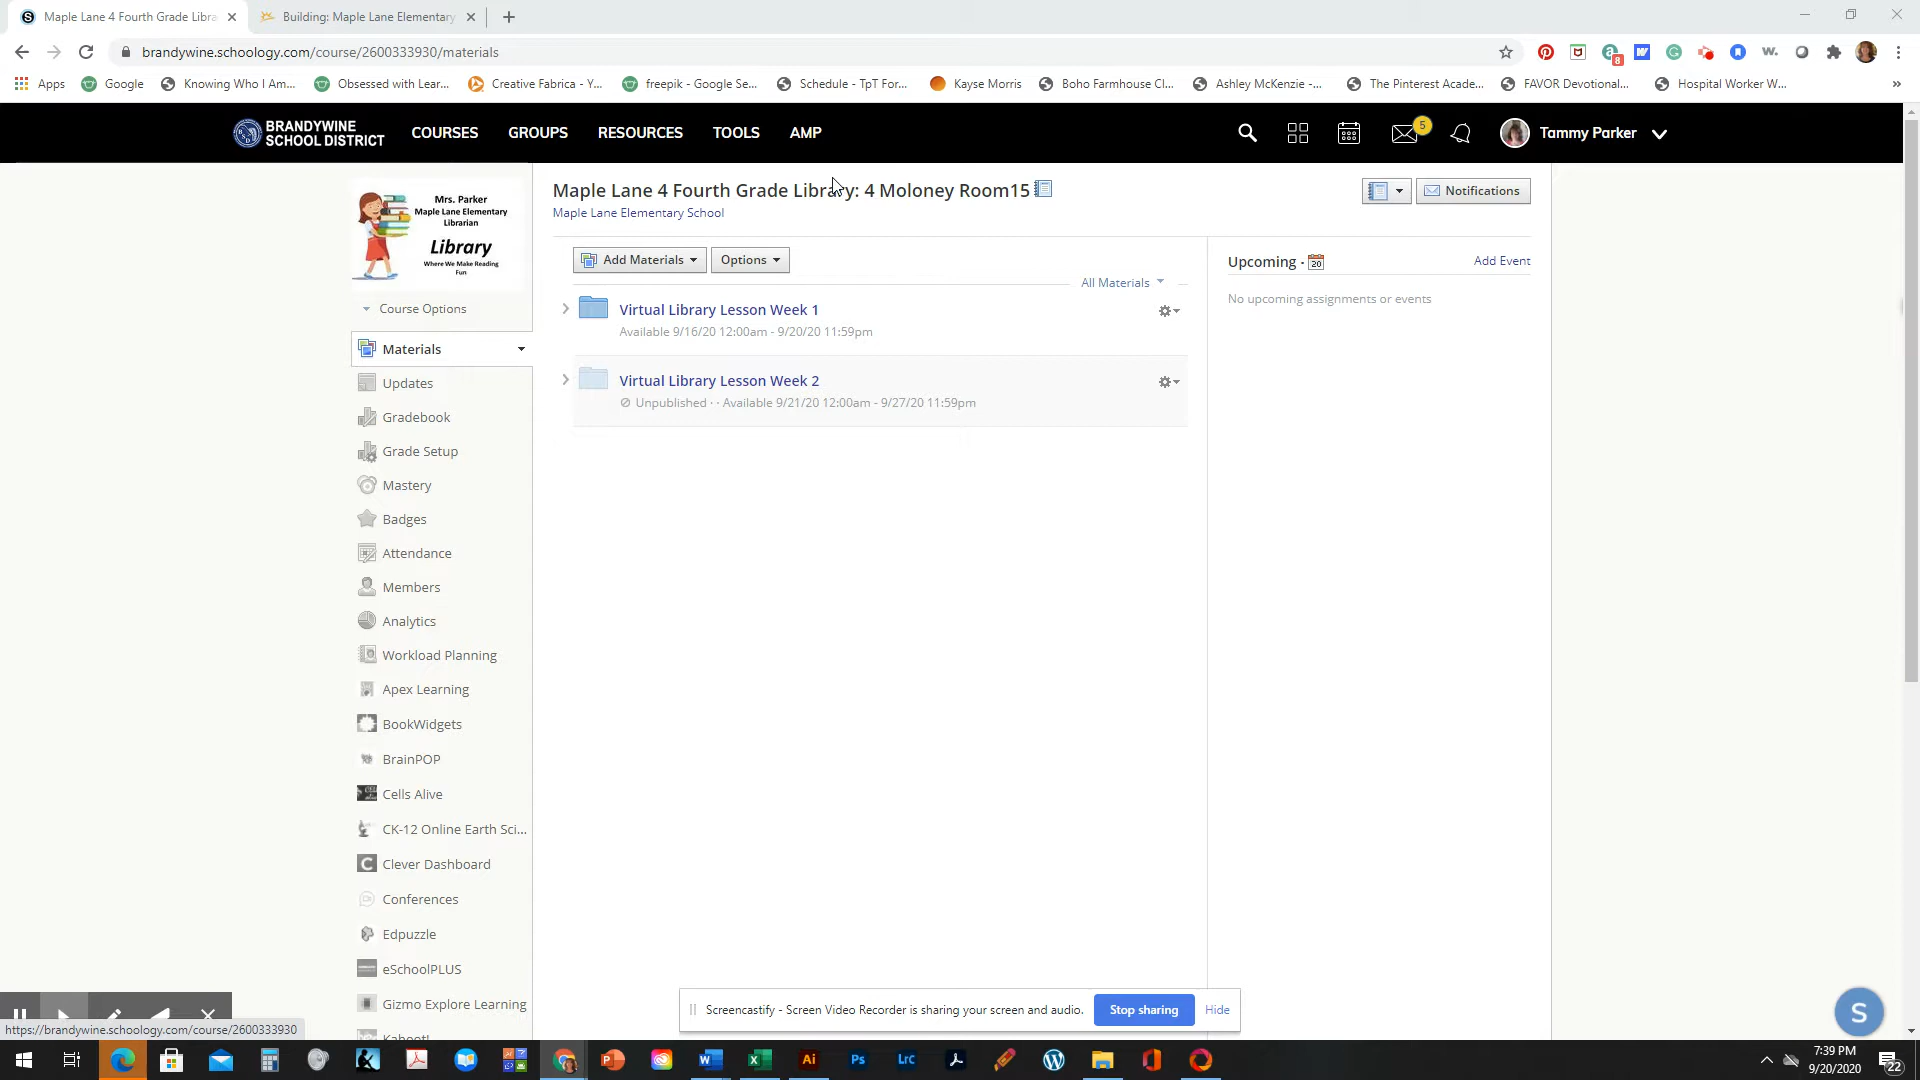 Maple Lane 4 Fourth Grade Libra
Building: Maple Lane Elementary
brandywine.schoology.com/course/2600333930/materials
8
Apps
Google
Knowing Who I Am...
Obsessed with Lear...
Creative Fabrica - Y...
freepik - Google Se...
Schedule - TpT For...
Kayse Morris
Boho Farmhouse Cl...
Ashley McKenzie -...
The Pinterest Acade...
FAVOR Devotional...
Hospital Worker W...
BRANDYWINE
SCHOOL DISTRICT
COURSES
GROUPS
RESOURCES
TOOLS
AMP
5
Tammy Parker
Mrs. Parker
Maple Lane Elementary
Librarian
Library
Where We Make Reading
Fun
Course Options
Materials
Updates
Gradebook
Grade Setup
Mastery
Badges
Attendance
Members
Analytics
Workload Planning
Apex Learning
BookWidgets
BrainPOP
Cells Alive
CK-12 Online Earth Sci...
Clever Dashboard
Conferences
Edpuzzle
eSchoolPLUS
Gizmo Explore Learning
Kahoot!
Maple Lane 4 Fourth Grade Library: 4 Moloney Room15
Maple Lane Elementary School
Notifications
Add Materials
Options
All Materials
Virtual Library Lesson Week 1
Available 9/16/20 12:00am - 9/20/20 11:59pm
Virtual Library Lesson Week 2
Unpublished · · Available 9/21/20 12:00am - 9/27/20 11:59pm
Upcoming · 20
Add Event
No upcoming assignments or events
Screencastify - Screen Video Recorder is sharing your screen and audio.
Stop sharing
Hide
S
https://brandywine.schoology.com/course/2600333930
Ai
Ps
Lrc
7:39 PM
9/20/2020
22